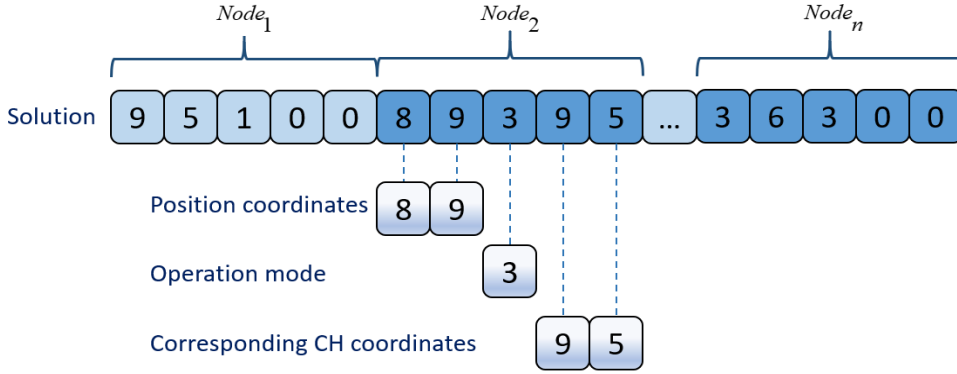 Node1 Node2 Noden
Solution 9 5 1 0 0 8 9 3 9 5 ... 3 6 3 0 0
Position coordinates 8 9
Operation mode 3
Corresponding CH coordinates 9 5